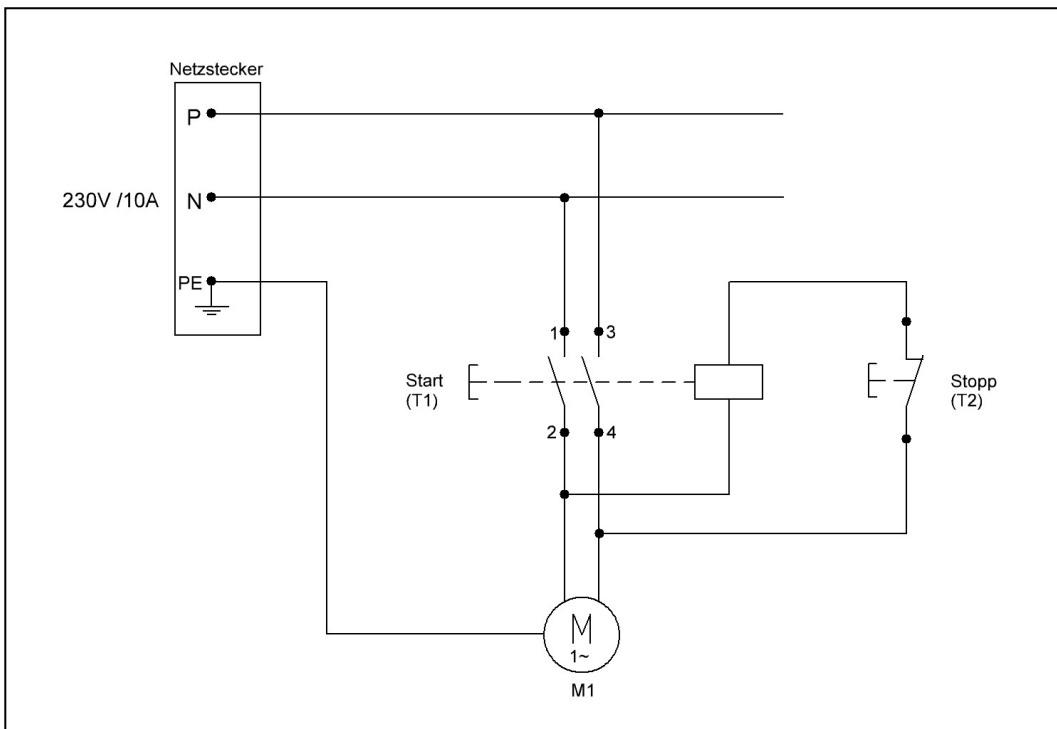 Netzstecker
P
230V /10A
N
PE
1
3
Start
(T1)
Stopp
(T2)
2
4
M
1~
M1